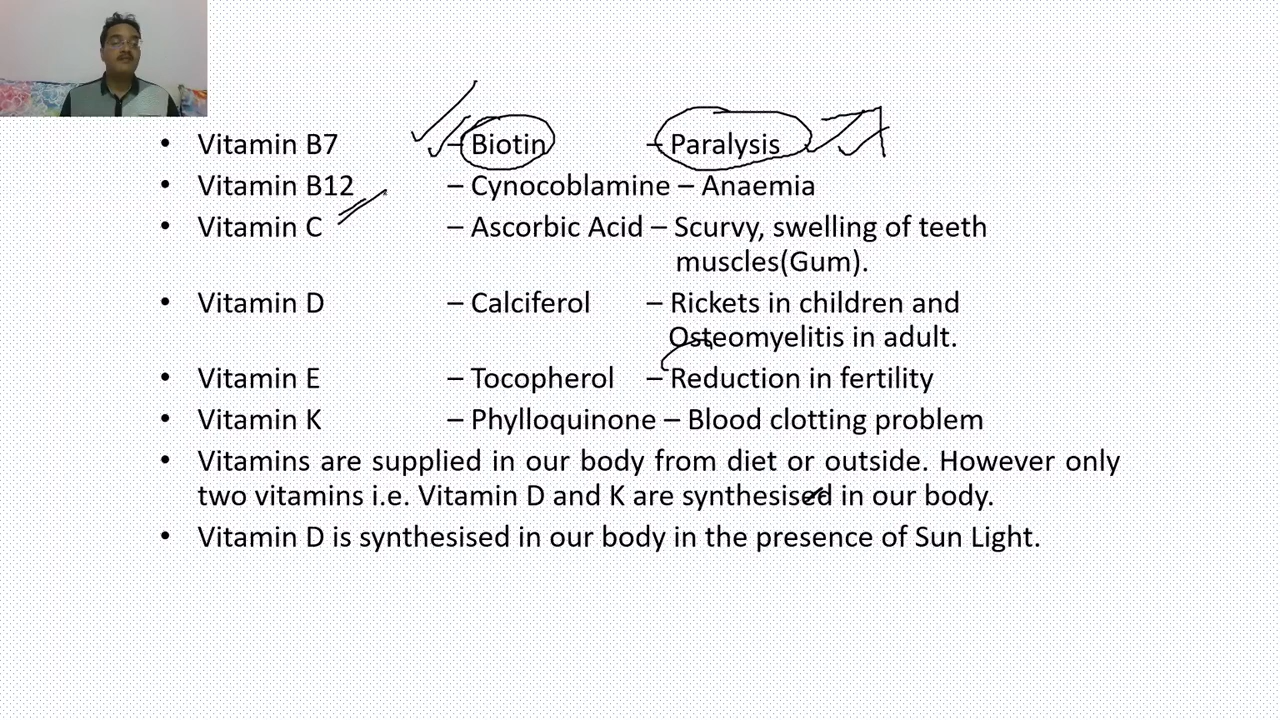 • Vitamin B7 – Biotin – Paralysis
• Vitamin B12 – Cynocoblamine – Anaemia
• Vitamin C – Ascorbic Acid – Scurvy, swelling of teeth
muscles(Gum).
• Vitamin D – Calciferol – Rickets in children and
Osteomyelitis in adult.
• Vitamin E – Tocopherol – Reduction in fertility
• Vitamin K – Phylloquinone – Blood clotting problem
• Vitamins are supplied in our body from diet or outside. However only
two vitamins i.e. Vitamin D and K are synthesised in our body.
• Vitamin D is synthesised in our body in the presence of Sun Light.